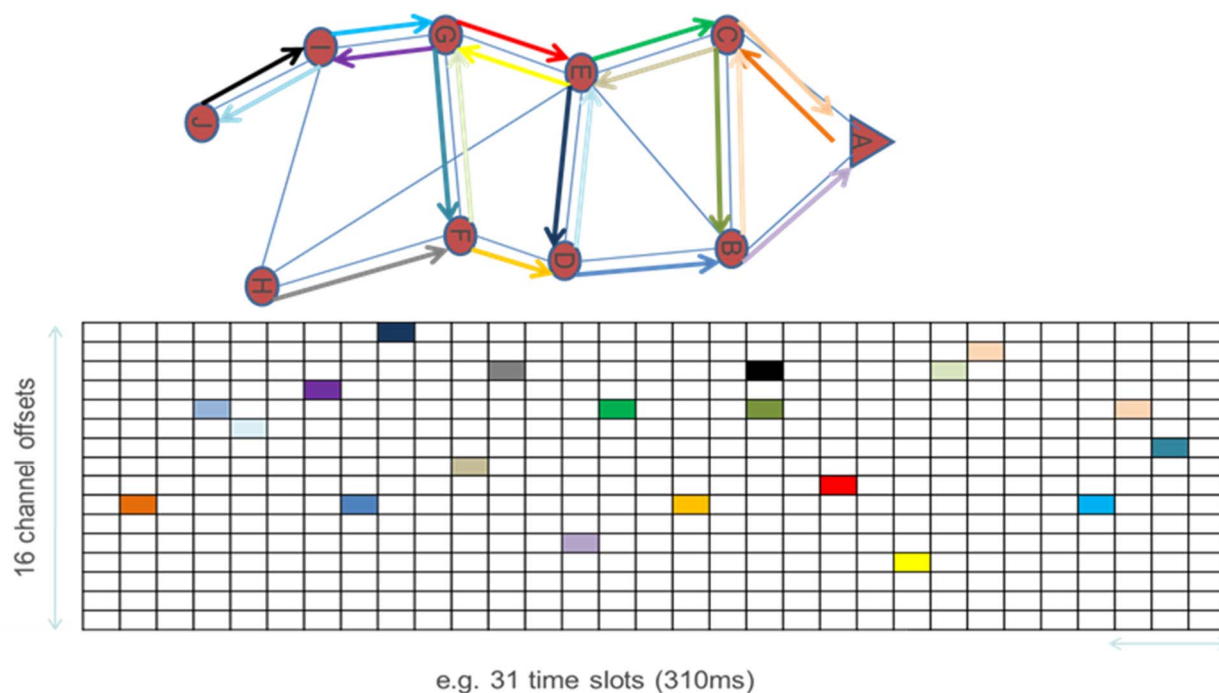 I
G
C
E
J
A
F
D
B
H
16 channel offsets
e.g. 31 time slots (310ms)